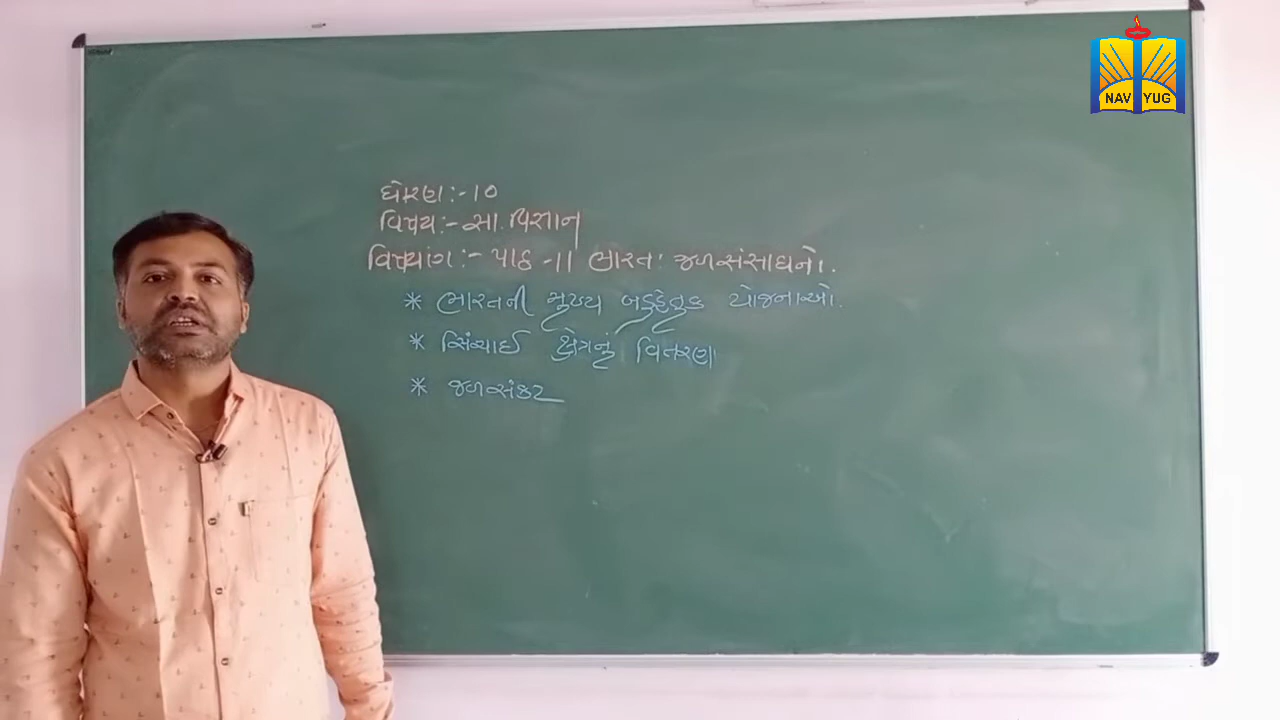 NAV YUG
ધોરણ :- 10
વિષય :- સા. વિજ્ઞાન
વિષયાંગ :- પાઠ -11 ભારત: જળસંસાધનો.
* ભારતની મુખ્ય બહુહેતુક યોજનાઓ.
* સિંચાઈ ક્ષેત્રનું વિતરણ
* જળસંકટ